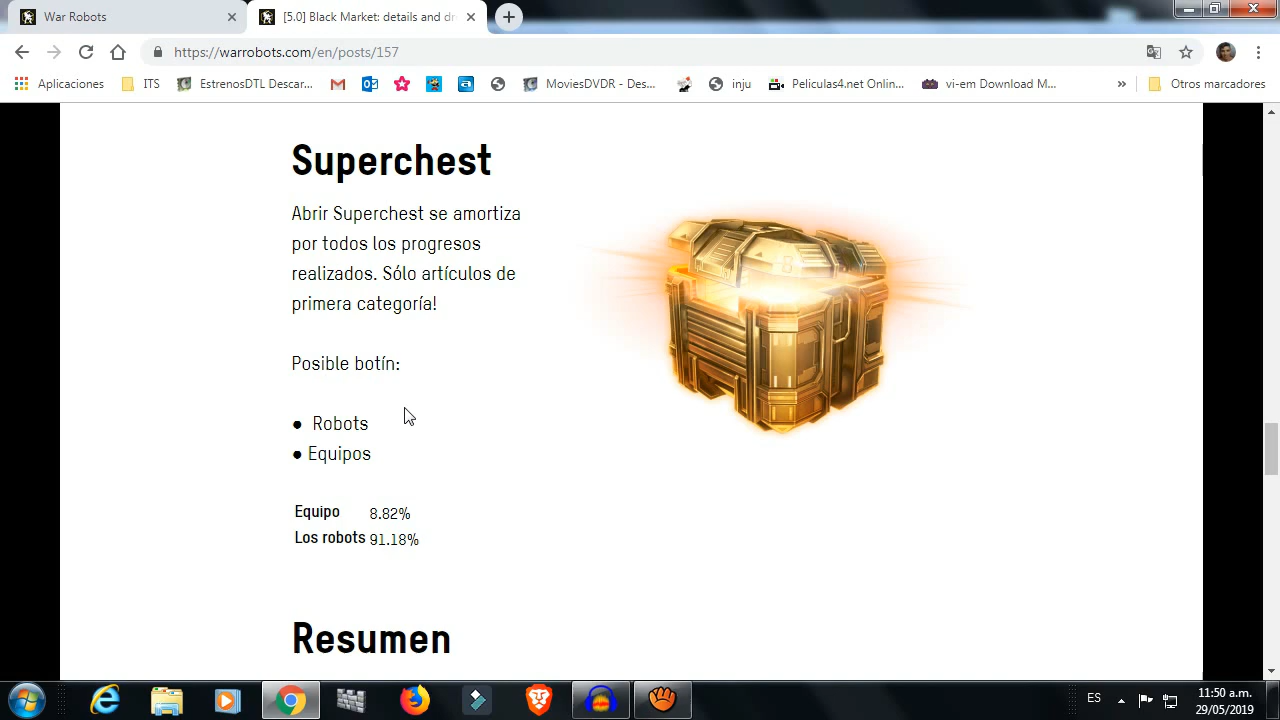 War Robots
[5.0] Black Market: details and dr
https://warrobots.com/en/posts/157
Aplicaciones
ITS
EstrenosDTL Descar...
MoviesDVDR - Des...
inju
Peliculas4.net Onlin...
vi-em Download M...
»
Otros marcadores
Superchest
Abrir Superchest se amortiza
por todos los progresos
realizados. Sólo artículos de
primera categoría!
Posible botín:
● Robots
● Equipos
Equipo 8.82%
Los robots 91.18%
Resumen
ES
11:50 a.m.
29/05/2019